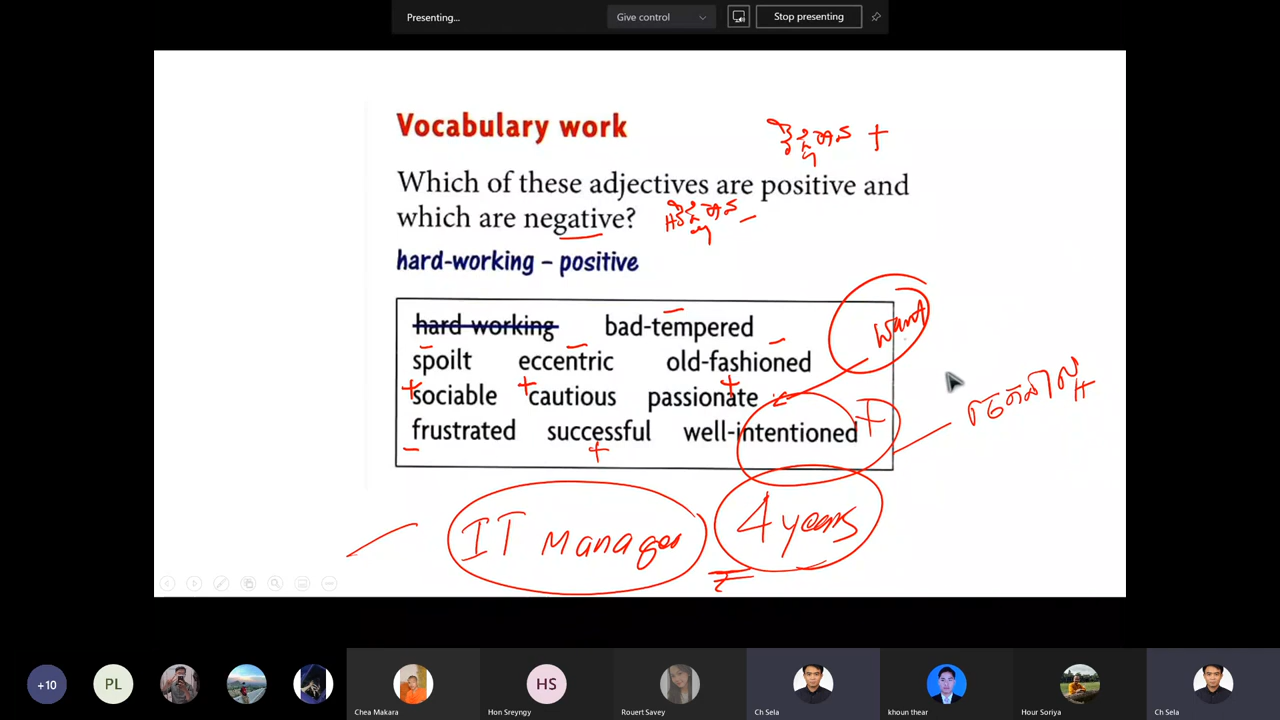 Presenting...
Give control
Stop presenting
Vocabulary work
+
Which of these adjectives are positive and
which are negative?
-
hard-working – positive
want
hard-working bad-tempered
spoilt eccentric old-fashioned
sociable cautious passionate
frustrated successful well-intentioned +
IT Manager 4 years
+10
PL
HS
Chea Makara
Hon Sreyngy
Rouert Savey
Ch Sela
khoun thear
Hour Soriya
Ch Sela